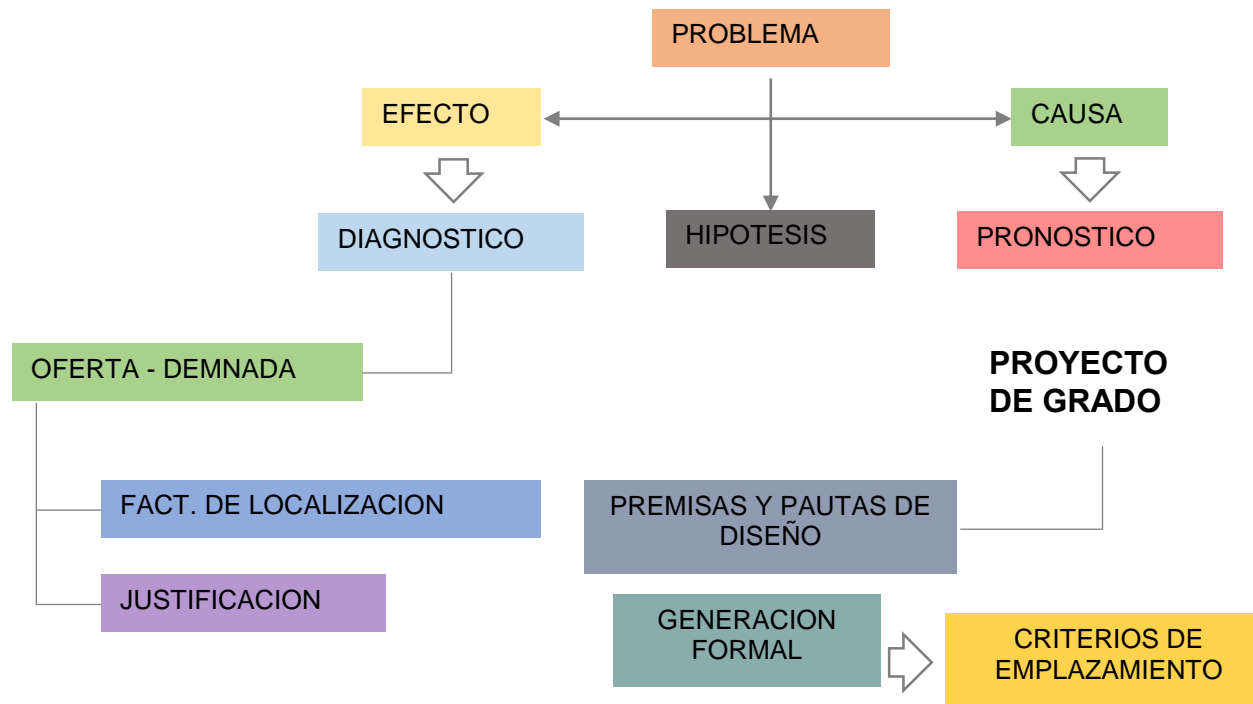 PROBLEMA
EFECTO
CAUSA
DIAGNOSTICO
HIPOTESIS
PRONOSTICO
OFERTA - DEMNADA
PROYECTO
DE GRADO
FACT. DE LOCALIZACION
PREMISAS Y PAUTAS DE
DISEÑO
JUSTIFICACION
GENERACION
FORMAL
CRITERIOS DE
EMPLAZAMIENTO